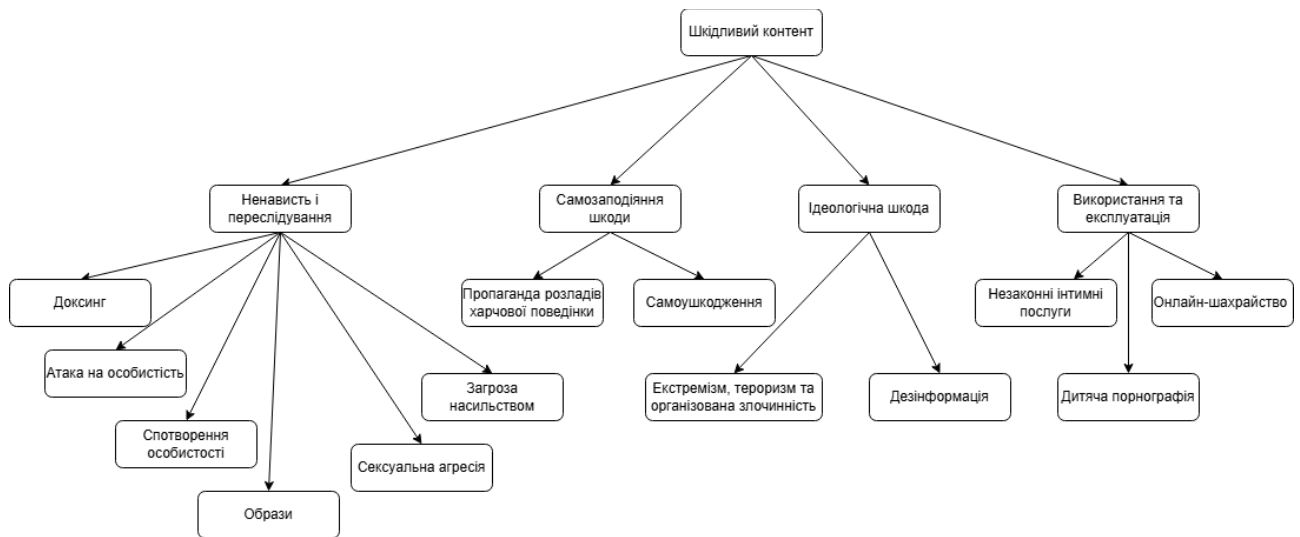 Шкідливий контент
Ненависть і
переслідування
Самозаподіяння
шкоди
Ідеологічна шкода
Використання та
експлуатація
Доксинг
Пропаганда розладів
харчової поведінки
Самоушкодження
Незаконні інтимні
послуги
Онлайн-шахрайство
Атака на особистість
Загроза
насильством
Екстремізм, тероризм та
організована злочинність
Дезінформація
Дитяча порнографія
Спотворення
особистості
Сексуальна агресія
Образи